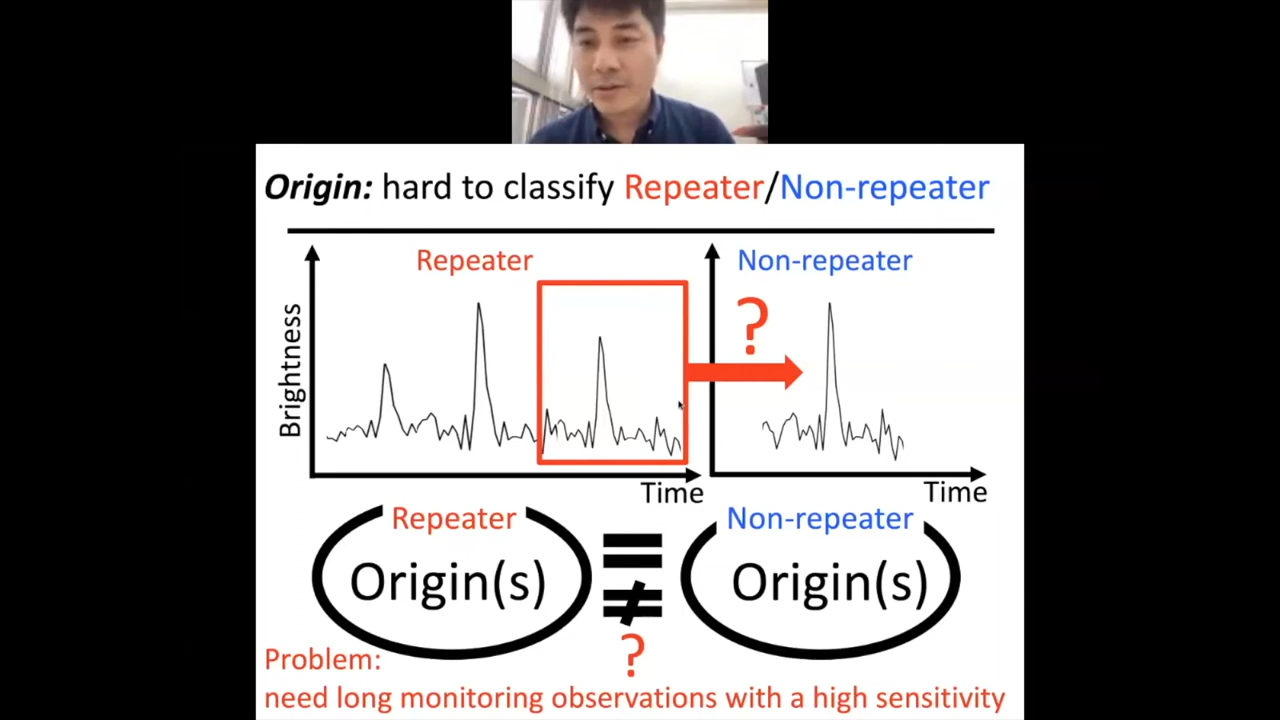 Origin: hard to classify Repeater/Non-repeater
Repeater
Non-repeater
?
Brightness
Time
Time
Repeater
Non-repeater
Origin(s)
=
≠
?
Origin(s)
Problem:
need long monitoring observations with a high sensitivity